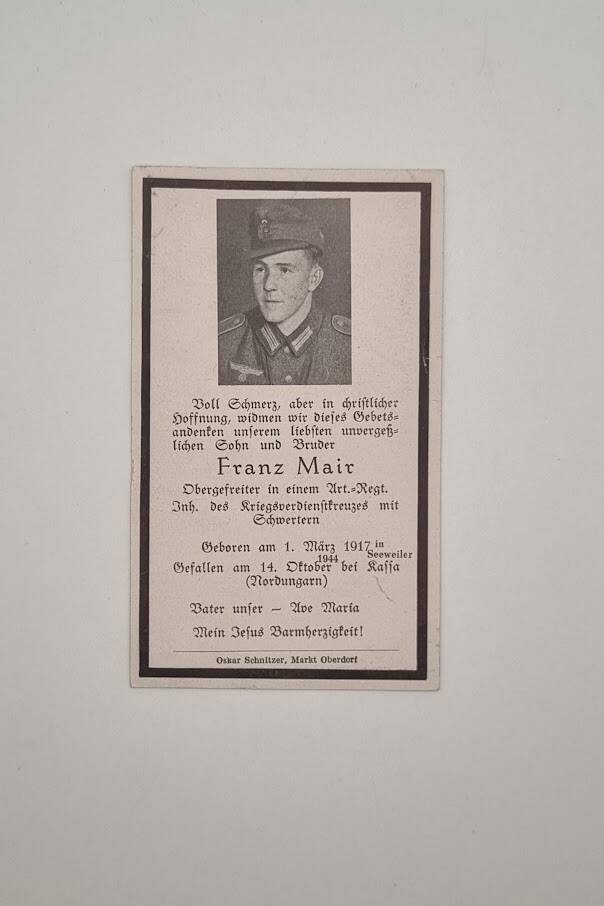 Voll Schmerz, aber in christlicher
Hoffnung, widmen wir dieses Gebets-
andenken unserem liebsten unvergeß-
lichen Sohn und Bruder
Franz Mair
Obergefreiter in einem Art.-Regt.
Inh. des Kriegsverdienstkreuzes mit
Schwertern
Geboren am 1. März 1917 in Seeweiler
Gefallen am 14. Oktober 1944 bei Kassa
(Nordungarn)
Vater unser — Ave Maria
Mein Jesus Barmherzigkeit!
Oskar Schnitzer, Markt Oberdorf